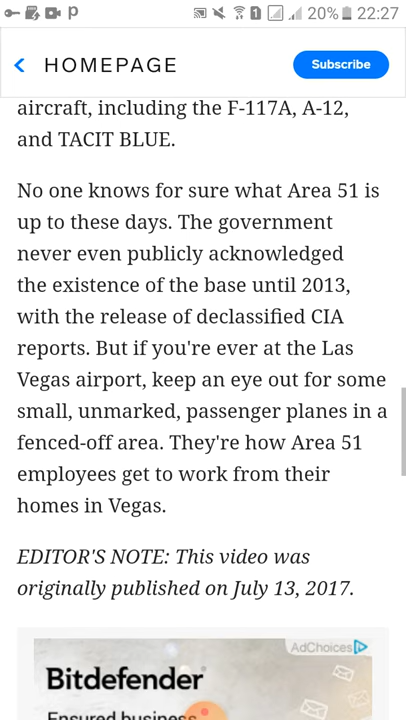 20% 22:27
HOMEPAGE
Subscribe
aircraft, including the F-117A, A-12,
and TACIT BLUE.
No one knows for sure what Area 51 is
up to these days. The government
never even publicly acknowledged
the existence of the base until 2013,
with the release of declassified CIA
reports. But if you're ever at the Las
Vegas airport, keep an eye out for some
small, unmarked, passenger planes in a
fenced-off area. They're how Area 51
employees get to work from their
homes in Vegas.
EDITOR'S NOTE: This video was
originally published on July 13, 2017.
AdChoices
Bitdefender
Ensured business